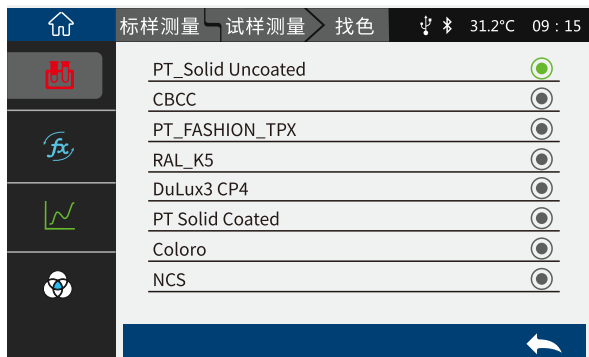 标样测量 试样测量 找色 31.2°C 09 : 15
PT_Solid Uncoated
CBCC
PT_FASHION_TPX
RAL_K5
DuLux3 CP4
PT Solid Coated
Coloro
NCS
fx